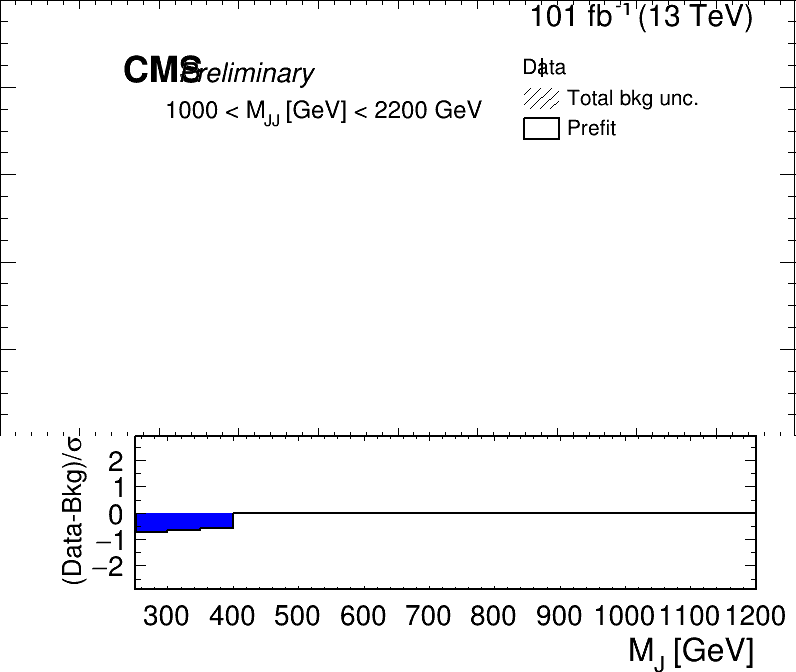 101 fb⁻¹ (13 TeV)
CMS Preliminary
Data
1000 < M_JJ [GeV] < 2200 GeV
Total bkg unc.
Prefit
(Data-Bkg)/σ
2
1
0
−1
−2
300 400 500 600 700 800 900 1000 1100 1200
M_J [GeV]